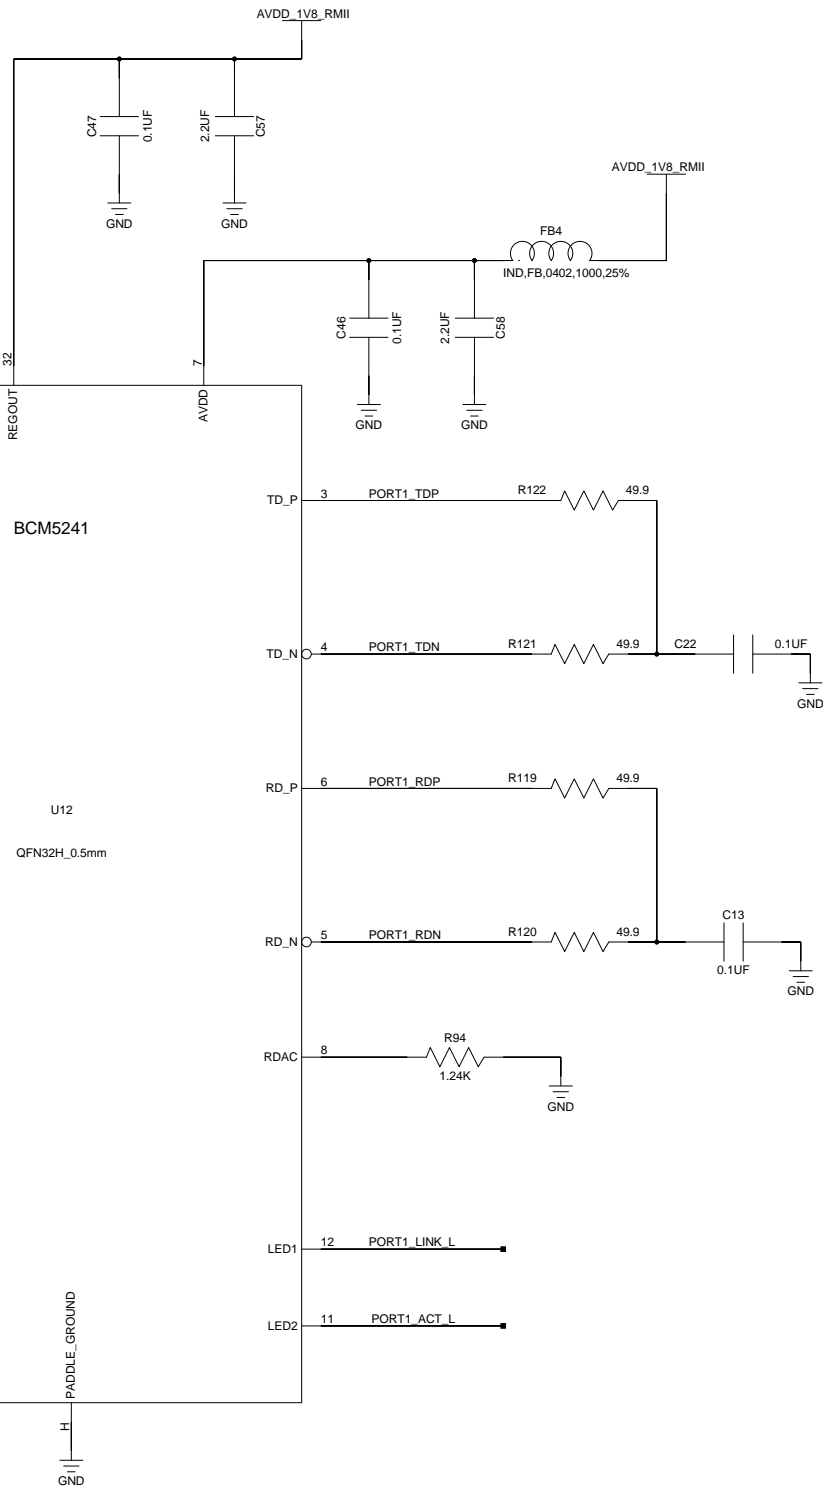 AVDD_1V8_RMII
C47
0.1UF
2.2UF
C57
GND
GND
AVDD_1V8_RMII
FB4
IND,FB,0402,1000,25%
C46
0.1UF
2.2UF
C58
GND
GND
32
7
REGOUT
AVDD
BCM5241
TD_P
3
PORT1_TDP
R122
49.9
TD_N
4
PORT1_TDN
R121
49.9
C22
0.1UF
GND
RD_P
6
PORT1_RDP
R119
49.9
U12
QFN32H_0.5mm
RD_N
5
PORT1_RDN
R120
49.9
C13
0.1UF
GND
RDAC
8
R94
1.24K
GND
LED1
12
PORT1_LINK_L
LED2
11
PORT1_ACT_L
PADDLE_GROUND
H
GND